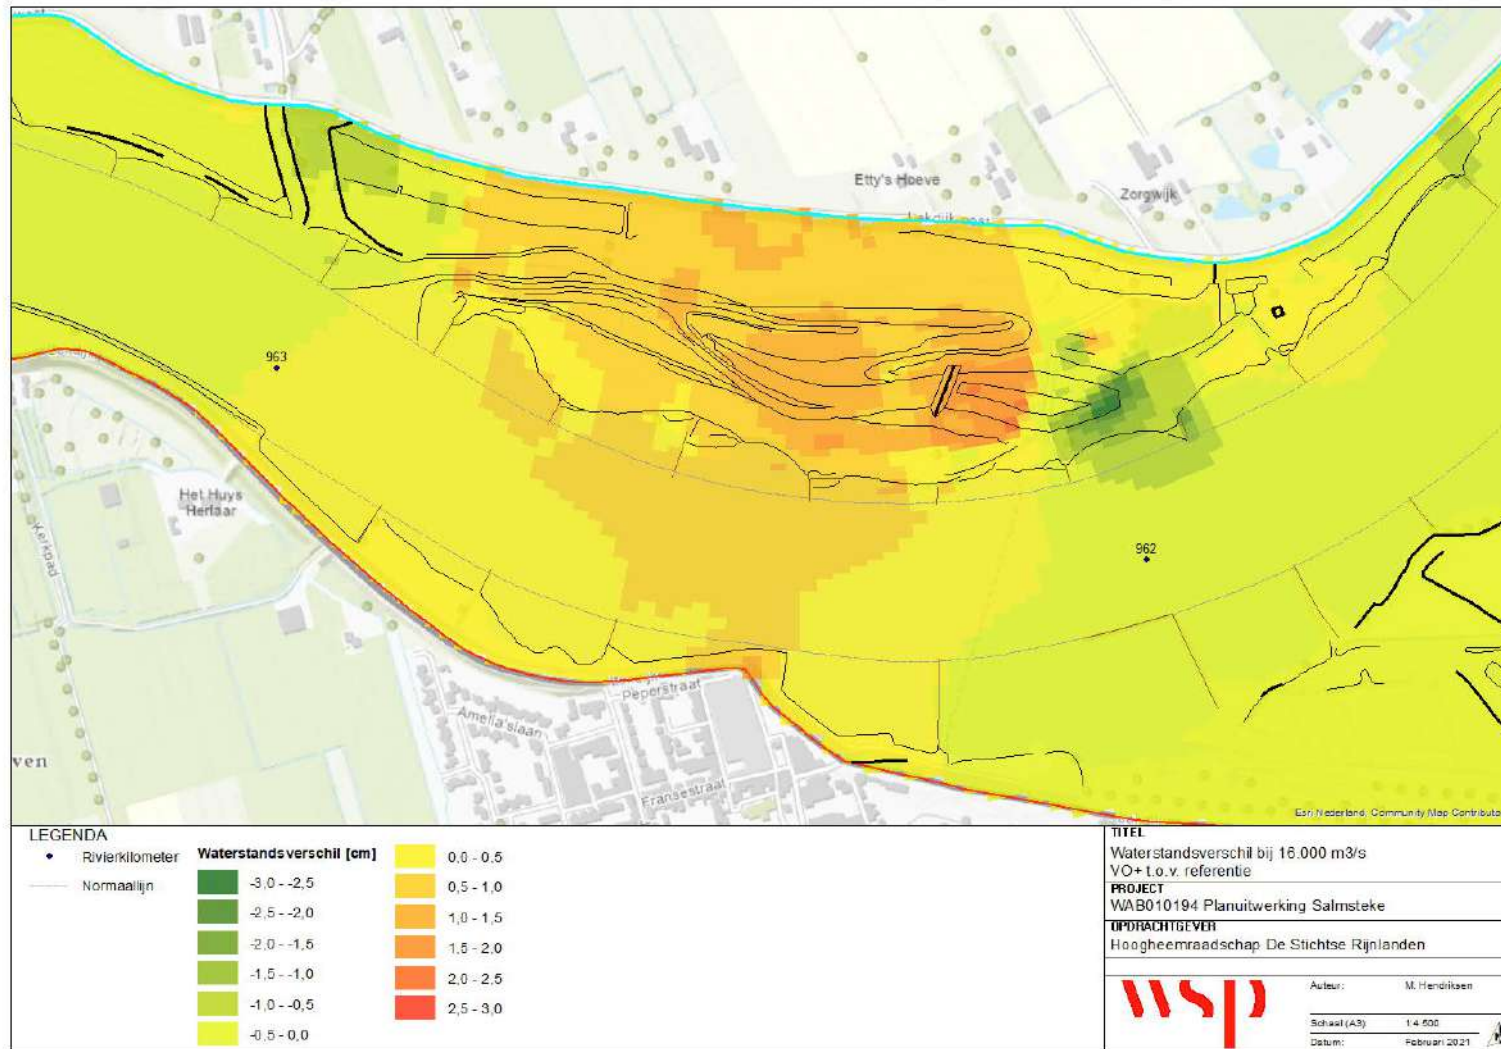 Etty's Hoeve
Zorgwijk
963
Het Huys
Herlaar
Kerkpad
962
Peperstraat
Amelia'slaan
ven
Fransestraat
Esri Nederland, Community Map Contributo
LEGENDA
Rivierkilometer
Normaallijn
Waterstandsverschil [cm]
-3,0 - -2,5
-2,5 - -2,0
-2,0 - -1,5
-1,5 - -1,0
-1,0 - -0,5
-0,5 - 0,0
0,0 - 0,5
0,5 - 1,0
1,0 - 1,5
1,5 - 2,0
2,0 - 2,5
2,5 - 3,0
TITEL
Waterstandsverschil bij 16.000 m3/s
VO+ t.o.v. referentie
PROJECT
WAB010194 Planuitwerking Salmsteke
OPDRACHTGEVER
Hoogheemraadschap De Stichtse Rijnlanden
wsp
Auteur: M. Hendriksen
Schaal (A3) 1:4.500
Datum: Februari 2021